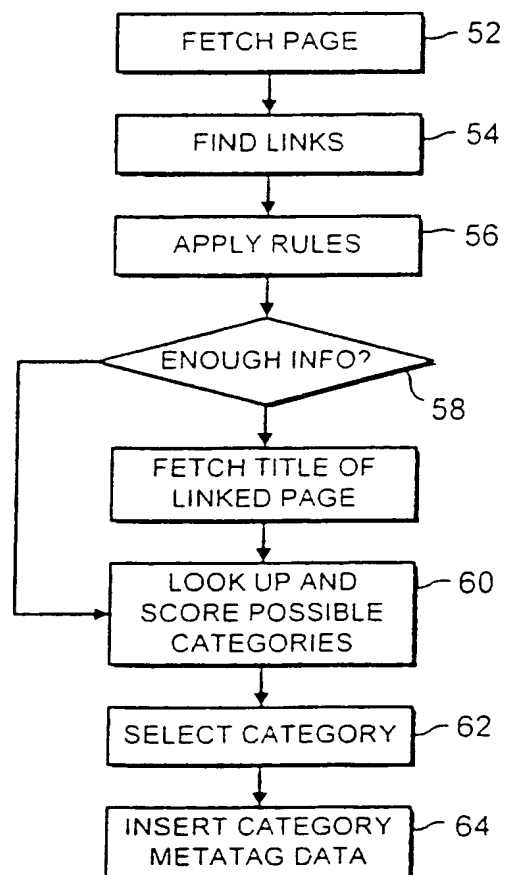 FETCH PAGE
52
FIND LINKS
54
APPLY RULES
56
ENOUGH INFO?
58
FETCH TITLE OF
LINKED PAGE
LOOK UP AND
SCORE POSSIBLE
CATEGORIES
60
SELECT CATEGORY
62
INSERT CATEGORY
METATAG DATA
64